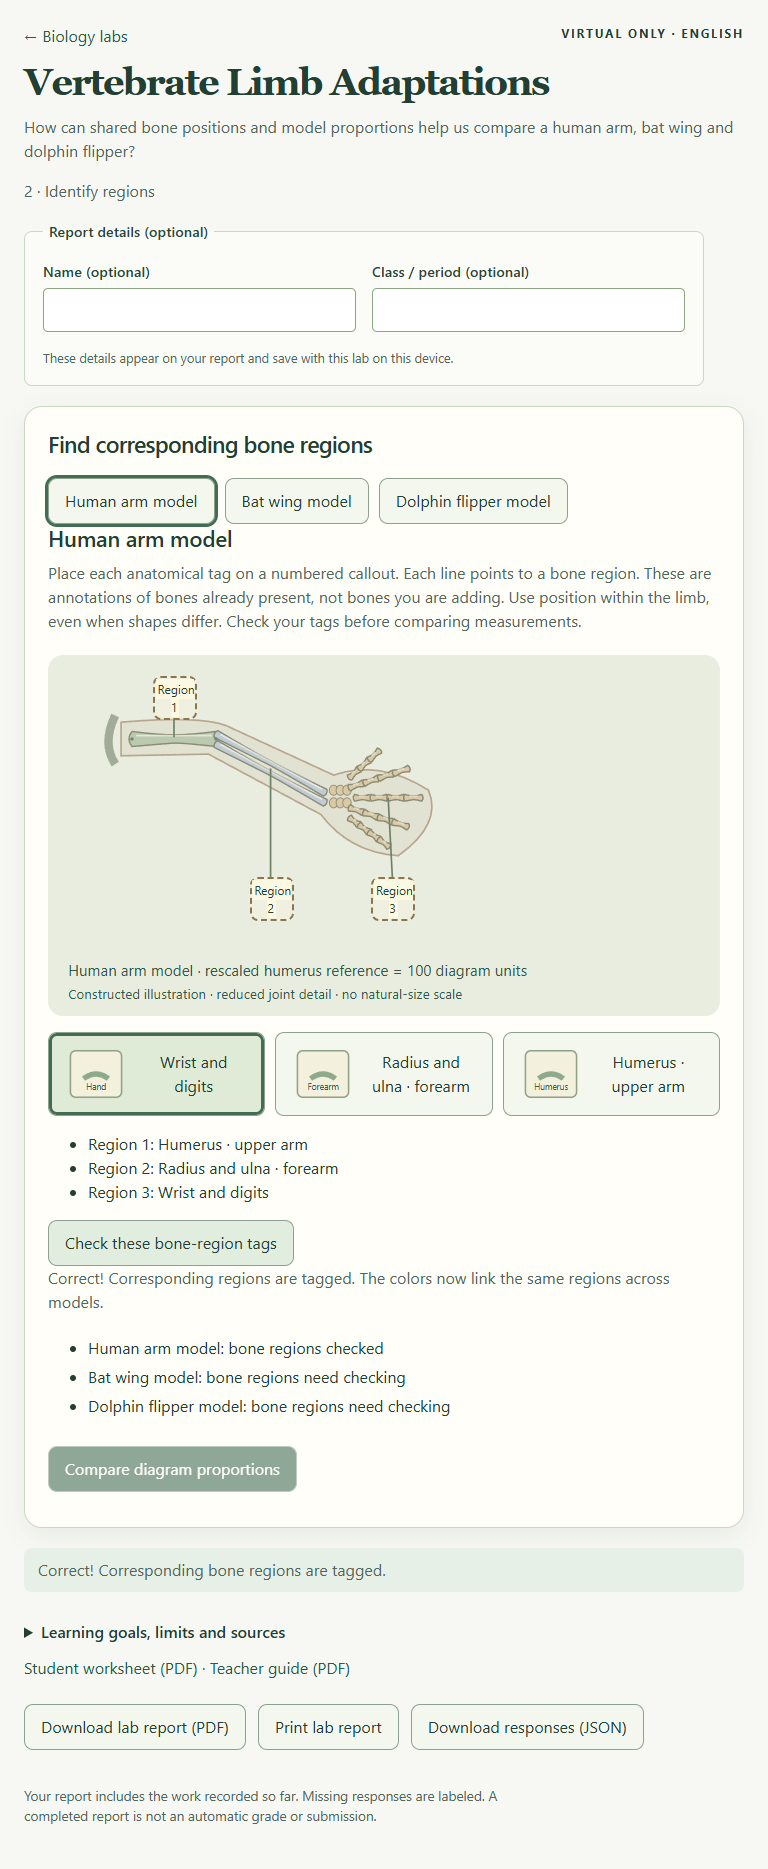 ← Biology labs
VIRTUAL ONLY · ENGLISH
Vertebrate Limb Adaptations
How can shared bone positions and model proportions help us compare a human arm, bat wing and
dolphin flipper?
2 · Identify regions
Report details (optional)
Name (optional)
Class / period (optional)
These details appear on your report and save with this lab on this device.
Find corresponding bone regions
Human arm model
Bat wing model
Dolphin flipper model
Human arm model
Place each anatomical tag on a numbered callout. Each line points to a bone region. These are
annotations of bones already present, not bones you are adding. Use position within the limb,
even when shapes differ. Check your tags before comparing measurements.
Region
1
Region
2
Region
3
Human arm model · rescaled humerus reference = 100 diagram units
Constructed illustration · reduced joint detail · no natural-size scale
Hand
Wrist and
digits
Forearm
Radius and
ulna · forearm
Humerus
Humerus ·
upper arm
• Region 1: Humerus · upper arm
• Region 2: Radius and ulna · forearm
• Region 3: Wrist and digits
Check these bone-region tags
Correct! Corresponding regions are tagged. The colors now link the same regions across
models.
• Human arm model: bone regions checked
• Bat wing model: bone regions need checking
• Dolphin flipper model: bone regions need checking
Compare diagram proportions
Correct! Corresponding bone regions are tagged.
▶ Learning goals, limits and sources
Student worksheet (PDF) · Teacher guide (PDF)
Download lab report (PDF)
Print lab report
Download responses (JSON)
Your report includes the work recorded so far. Missing responses are labeled. A
completed report is not an automatic grade or submission.